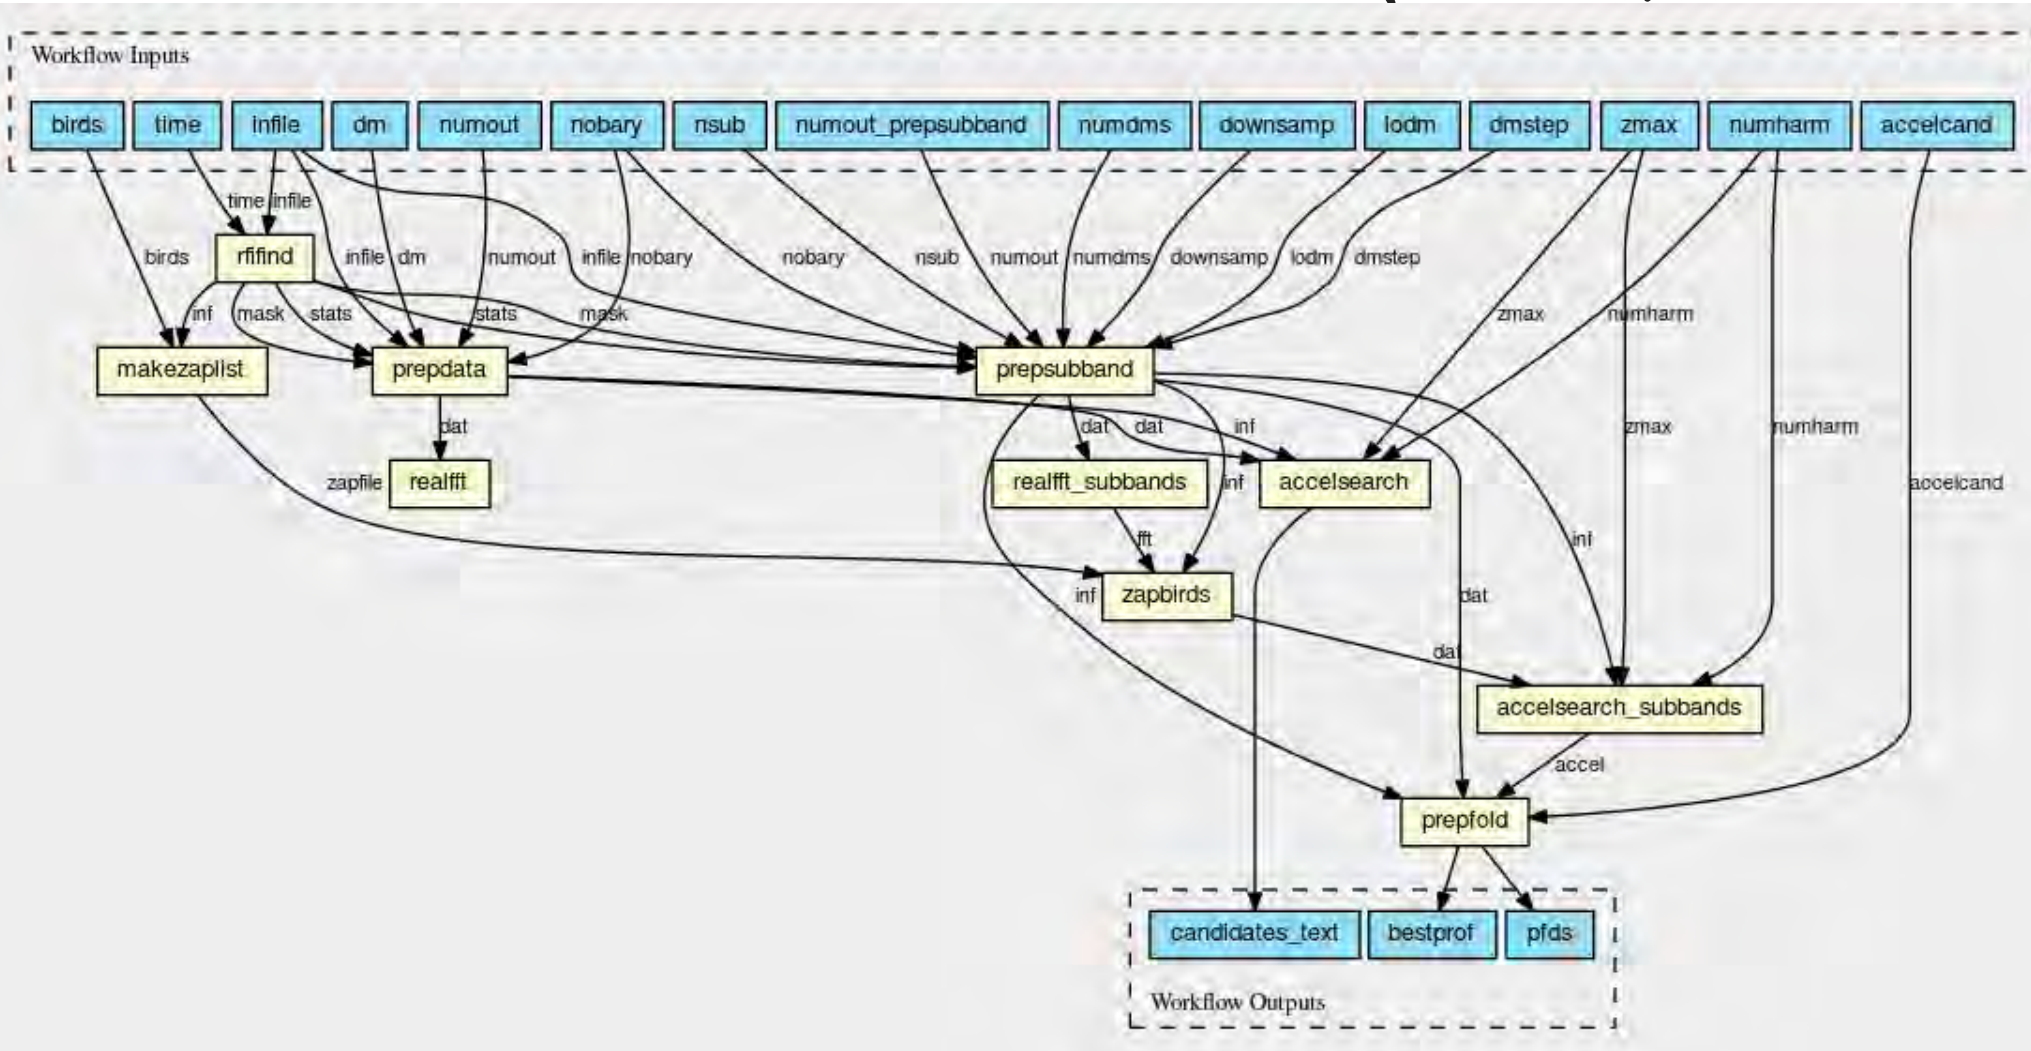 Workflow Inputs
birds time infile dm numout nobary nsub numout_prepsubband numdms downsamp lodm dmstep zmax numharm accelcand
time infile
rfifind
birds infile dm numout infile nobary nobary nsub numout numdms downsamp lodm dmstep
inf mask stats stats mask zmax numharm
makezaplist prepdata prepsubband
dat dat dat inf zmax numharm
zapfile realfft realfft_subbands inf accelsearch accelcand
fft inf
inf zapbirds dat
dat
accelsearch_subbands
accel
prepfold
candidates_text bestprof pfds
Workflow Outputs